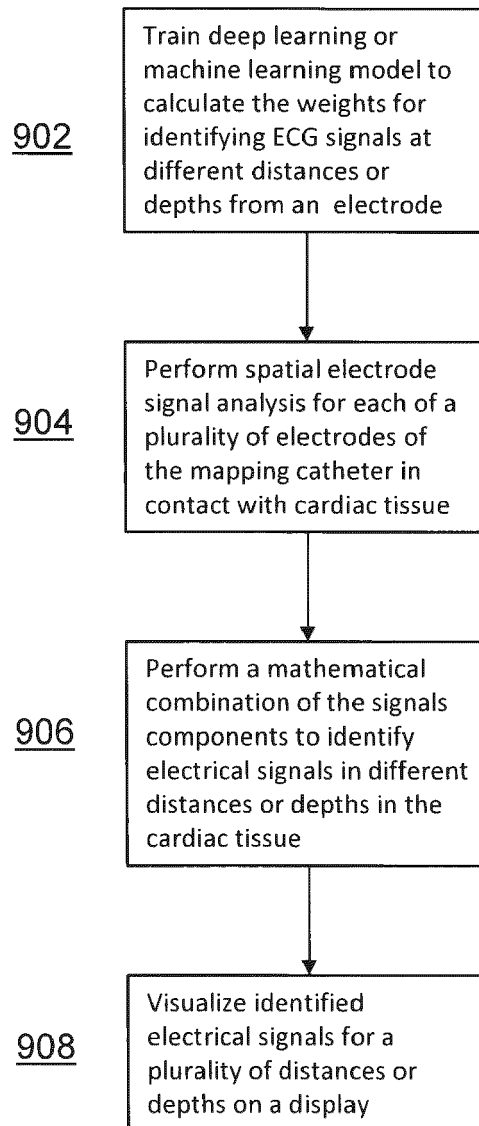 902
Train deep learning or
machine learning model to
calculate the weights for
identifying ECG signals at
different distances or
depths from an electrode
904
Perform spatial electrode
signal analysis for each of a
plurality of electrodes of
the mapping catheter in
contact with cardiac tissue
906
Perform a mathematical
combination of the signals
components to identify
electrical signals in different
distances or depths in the
cardiac tissue
908
Visualize identified
electrical signals for a
plurality of distances or
depths on a display